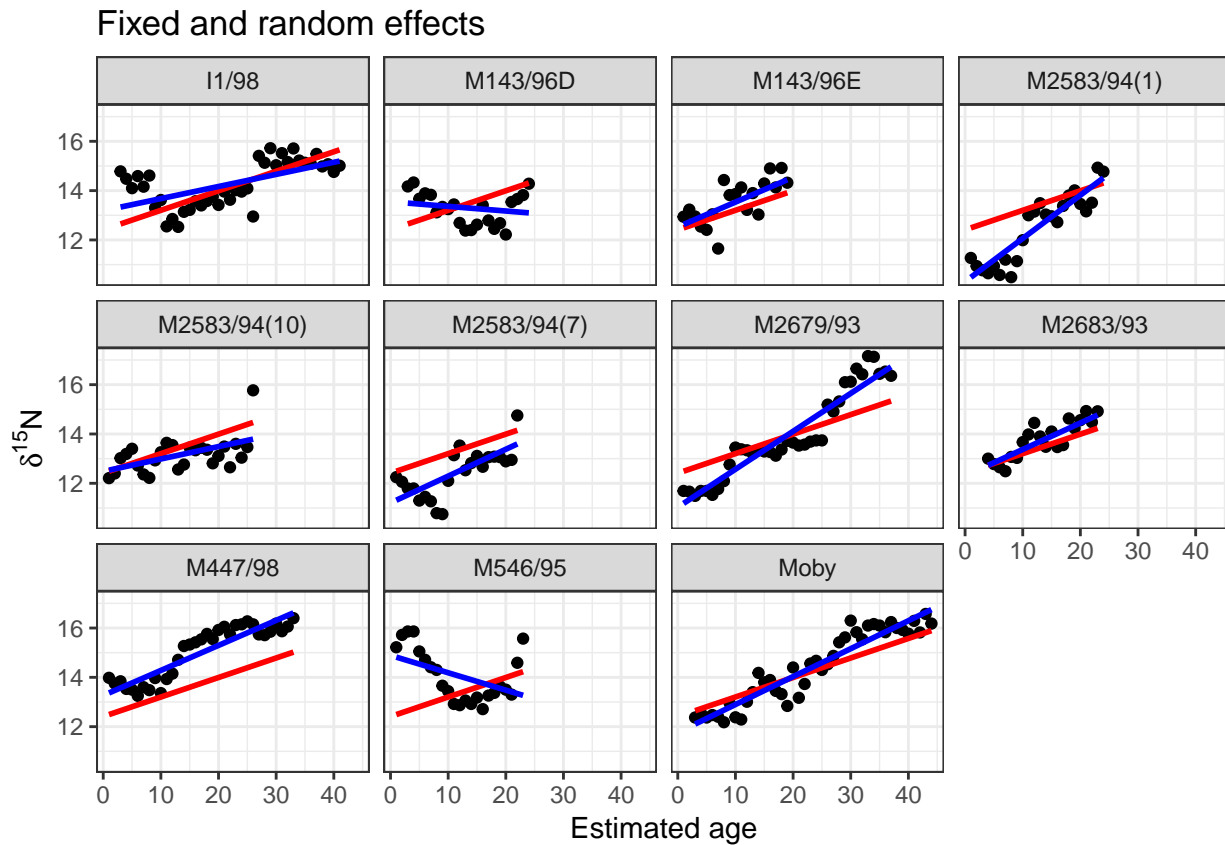 Fixed and random effects
I1/98 M143/96D M143/96E M2583/94(1)
16
14
12
M2583/94(10) M2583/94(7) M2679/93 M2683/93
16
14
12
0 10 20 30 40
M447/98 M546/95 Moby
16
14
12
0 10 20 30 40 0 10 20 30 40 0 10 20 30 40
δ¹⁵N
Estimated age